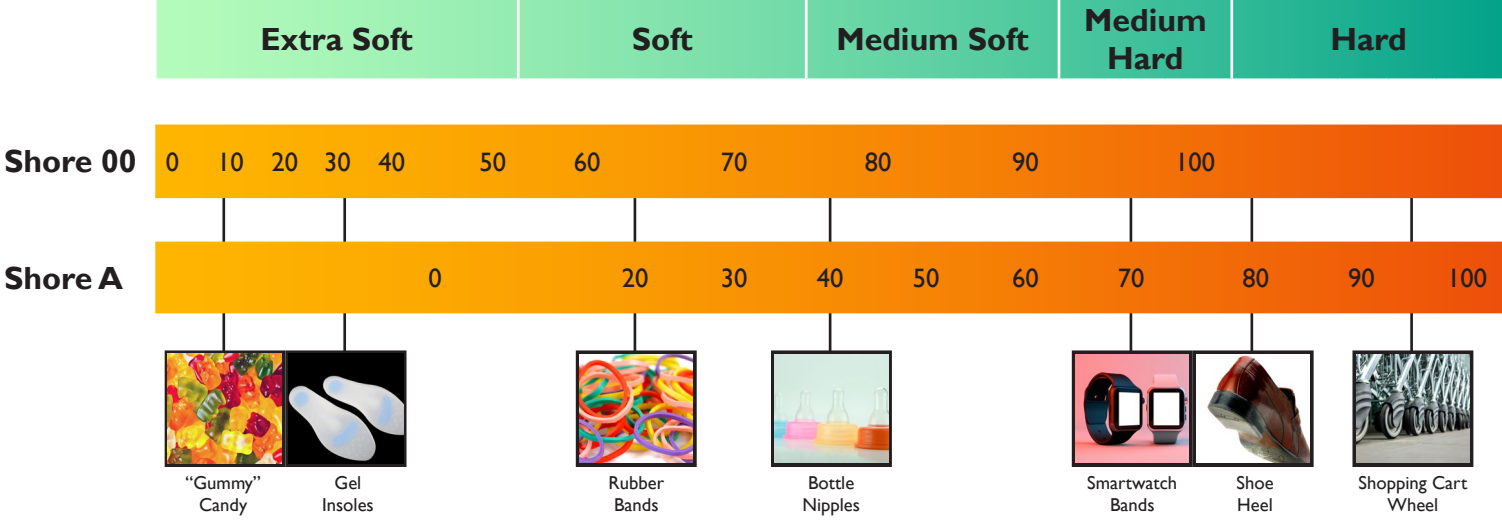 Extra Soft
Soft
Medium Soft
Medium
Hard
Hard
Shore 00
0 10 20 30 40 50 60 70 80 90 100
Shore A
0 20 30 40 50 60 70 80 90 100
“Gummy”
Candy
Gel
Insoles
Rubber
Bands
Bottle
Nipples
Smartwatch
Bands
Shoe
Heel
Shopping Cart
Wheel